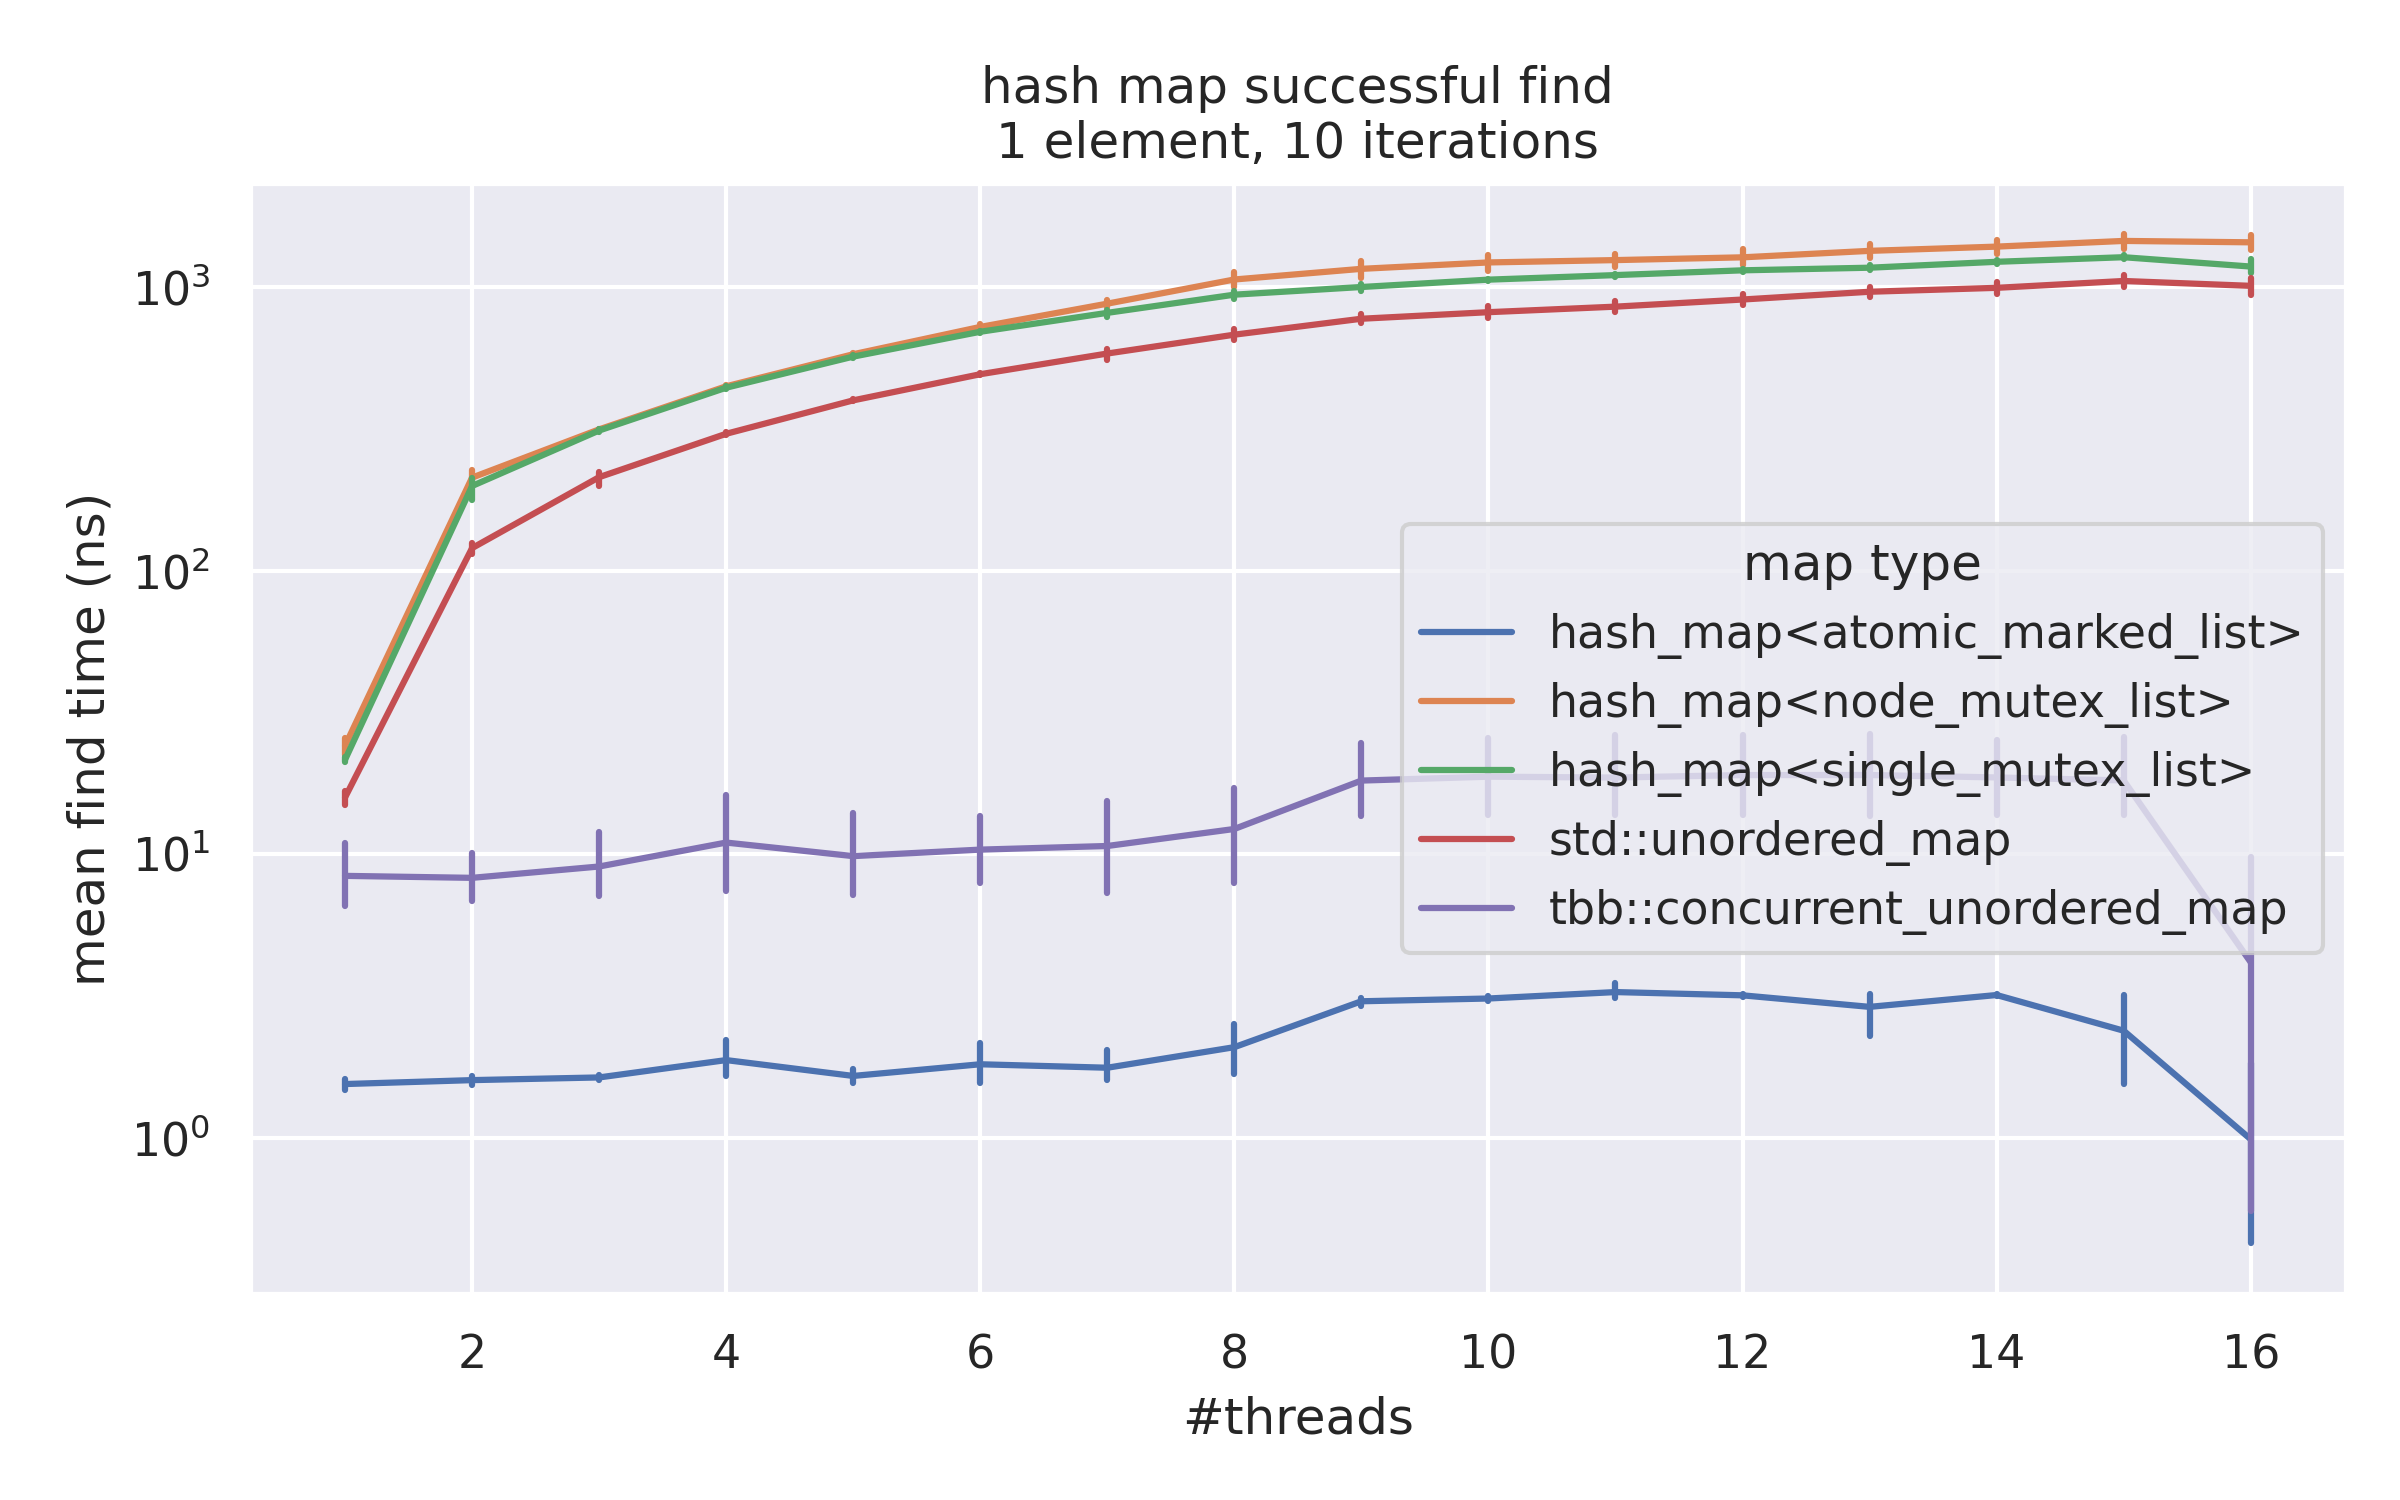 hash map successful find
1 element, 10 iterations
mean find time (ns)
10³
10²
10¹
10⁰
map type
hash_map<atomic_marked_list>
hash_map<node_mutex_list>
hash_map<single_mutex_list>
std::unordered_map
tbb::concurrent_unordered_map
2 4 6 8 10 12 14 16
#threads